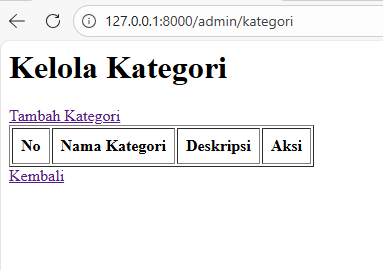 127.0.0.1:8000/admin/kategori
Kelola Kategori
Tambah Kategori
No Nama Kategori Deskripsi Aksi
Kembali